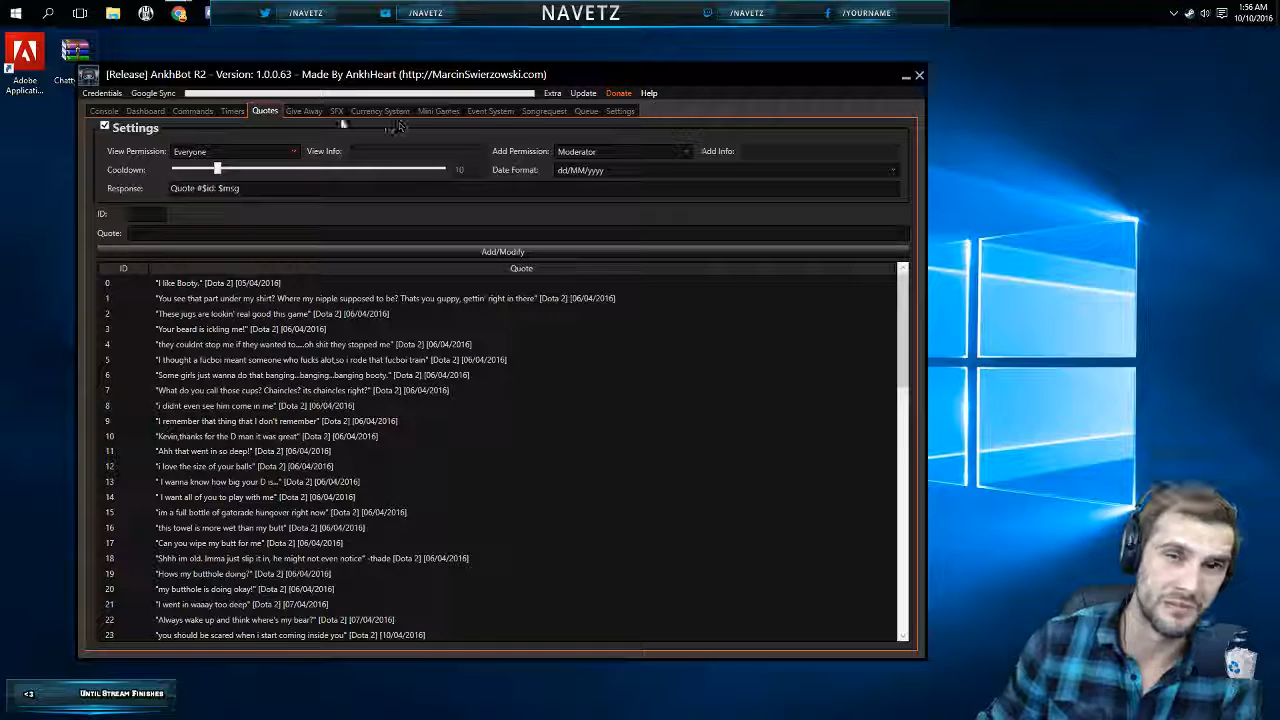 /NAVETZ
/NAVETZ
NAVETZ
/NAVETZ
/YOURNAME
1:56 AM
10/10/2016
Adobe
Applicati...
[Release] AnkhBot R2 - Version: 1.0.0.63 - Made By AnkhHeart (http://MarcinSwierzowski.com)
Credentials Google Sync Extra Update Donate Help
Console Dashboard Commands Timers Quotes Give Away SFX Currency System Mini Games Event System Songrequest Queue Settings
Settings
View Permission: Everyone View Info: Add Permission: Moderator Add Info:
Cooldown: 10 Date Format: dd/MM/yyyy
Response: Quote #$id: $msg
ID:
Quote:
Add/Modify
ID Quote
0 "I like Booty." [Dota 2] [05/04/2016]
1 "You see that part under my shirt? Where my nipple supposed to be? Thats you guppy, gettin' right in there" [Dota 2] [06/04/2016]
2 "These jugs are lookin' real good this game" [Dota 2] [06/04/2016]
3 "Your beard is ickling me!" [Dota 2] [06/04/2016]
4 "they couldnt stop me if they wanted to.....oh shit they stopped me" [Dota 2] [06/04/2016]
5 "I thought a fucboi meant someone who fucks alot,so i rode that fucboi train" [Dota 2] [06/04/2016]
6 "Some girls just wanna do that banging...banging...banging booty." [Dota 2] [06/04/2016]
7 "What do you call those cups? Chaincles? its chaincles right?" [Dota 2] [06/04/2016]
8 "i didnt even see him come in me" [Dota 2] [06/04/2016]
9 "I remember that thing that I don't remember" [Dota 2] [06/04/2016]
10 "Kevin,thanks for the D man it was great" [Dota 2] [06/04/2016]
11 "Ahh that went in so deep!" [Dota 2] [06/04/2016]
12 "i love the size of your balls" [Dota 2] [06/04/2016]
13 " I wanna know how big your D is..." [Dota 2] [06/04/2016]
14 " I want all of you to play with me" [Dota 2] [06/04/2016]
15 "im a full bottle of gatorade hungover right now" [Dota 2] [06/04/2016]
16 "this towel is more wet than my butt" [Dota 2] [06/04/2016]
17 "Can you wipe my butt for me" [Dota 2] [06/04/2016]
18 "Shhh im old. Imma just slip it in, he might not even notice" -thade [Dota 2] [06/04/2016]
19 "Hows my butthole doing?" [Dota 2] [06/04/2016]
20 "my butthole is doing okay!" [Dota 2] [06/04/2016]
21 "I went in waaay too deep" [Dota 2] [07/04/2016]
22 "Always wake up and think where's my bear?" [Dota 2] [07/04/2016]
23 "you should be scared when i start coming inside you" [Dota 2] [10/04/2016]
<3 UNTIL STREAM FINISHES